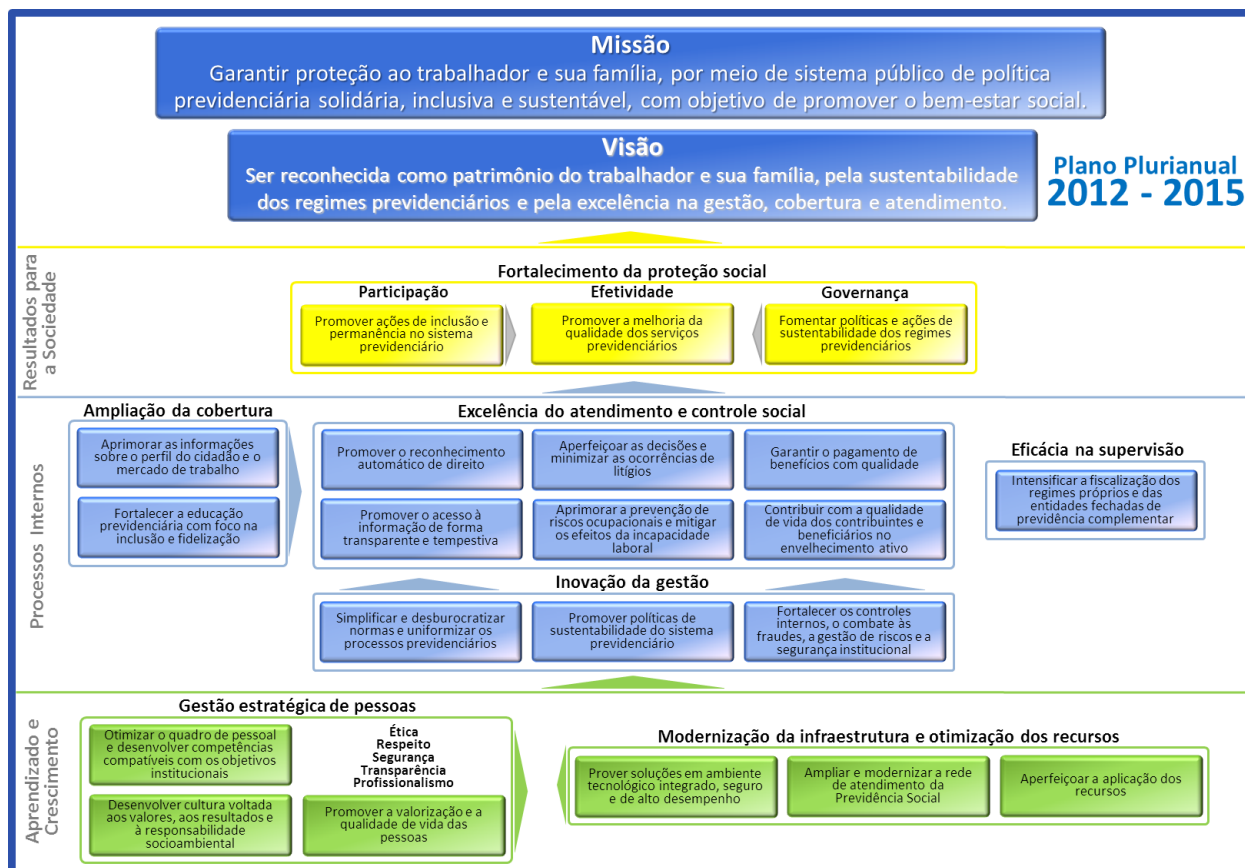 Missão
Garantir proteção ao trabalhador e sua família, por meio de sistema público de política
previdenciária solidária, inclusiva e sustentável, com objetivo de promover o bem-estar social.
Visão
Ser reconhecida como patrimônio do trabalhador e sua família, pela sustentabilidade
dos regimes previdenciários e pela excelência na gestão, cobertura e atendimento.
Plano Plurianual
2012 - 2015
Resultados para
a Sociedade
Fortalecimento da proteção social
Participação
Promover ações de inclusão e
permanência no sistema
previdenciário
Efetividade
Promover a melhoria da
qualidade dos serviços
previdenciários
Governança
Fomentar políticas e ações de
sustentabilidade dos regimes
previdenciários
Processos Internos
Ampliação da cobertura
Aprimorar as informações
sobre o perfil do cidadão e o
mercado de trabalho
Fortalecer a educação
previdenciária com foco na
inclusão e fidelização
Excelência do atendimento e controle social
Promover o reconhecimento
automático de direito
Aperfeiçoar as decisões e
minimizar as ocorrências de
litígios
Garantir o pagamento de
benefícios com qualidade
Promover o acesso à
informação de forma
transparente e tempestiva
Aprimorar a prevenção de
riscos ocupacionais e mitigar
os efeitos da incapacidade
laboral
Contribuir com a qualidade
de vida dos contribuintes e
beneficiários no
envelhecimento ativo
Eficácia na supervisão
Intensificar a fiscalização dos
regimes próprios e das
entidades fechadas de
previdência complementar
Inovação da gestão
Simplificar e desburocratizar
normas e uniformizar os
processos previdenciários
Promover políticas de
sustentabilidade do sistema
previdenciário
Fortalecer os controles
internos, o combate às
fraudes, a gestão de riscos e a
segurança institucional
Aprendizado e
Crescimento
Gestão estratégica de pessoas
Otimizar o quadro de pessoal
e desenvolver competências
compatíveis com os objetivos
institucionais
Ética
Respeito
Segurança
Transparência
Profissionalismo
Desenvolver cultura voltada
aos valores, aos resultados e
à responsabilidade
socioambiental
Promover a valorização e a
qualidade de vida das
pessoas
Modernização da infraestrutura e otimização dos recursos
Prover soluções em ambiente
tecnológico integrado, seguro
e de alto desempenho
Ampliar e modernizar a rede
de atendimento da
Previdência Social
Aperfeiçoar a aplicação dos
recursos